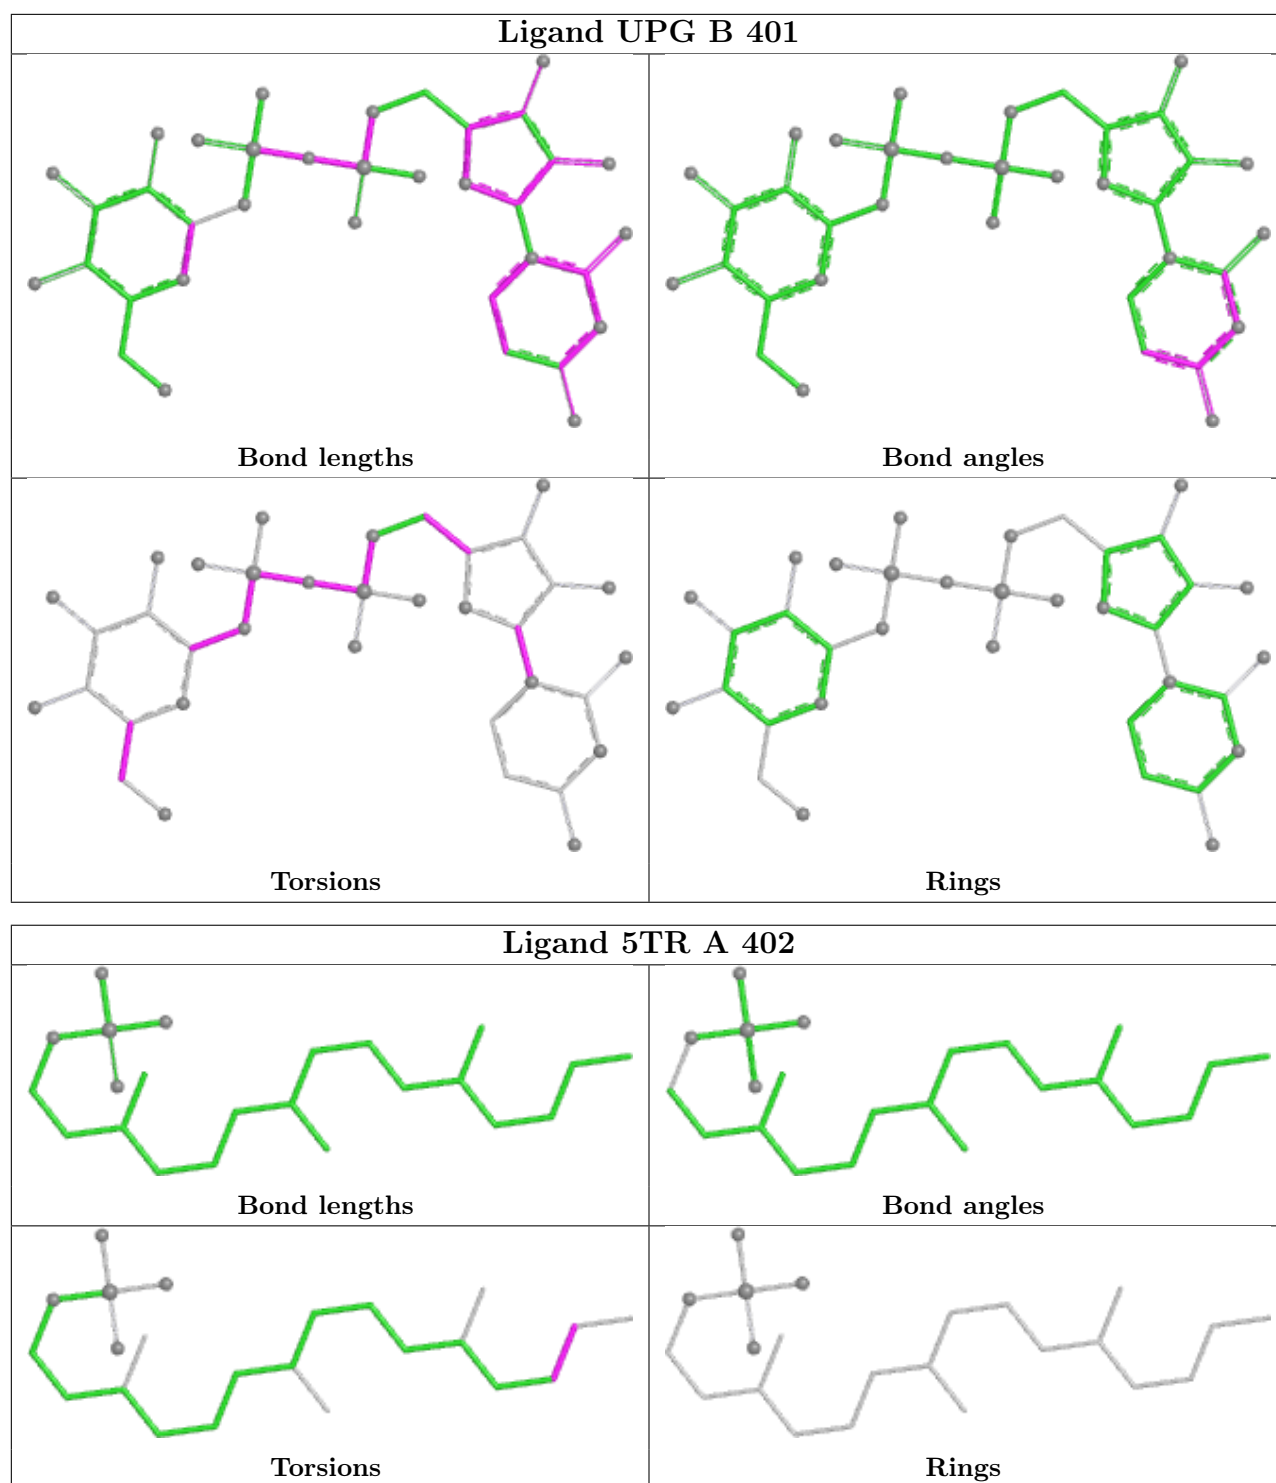 Ligand UPG B 401
Bond lengths
Bond angles
Torsions
Rings
Ligand 5TR A 402
Bond lengths
Bond angles
Torsions
Rings